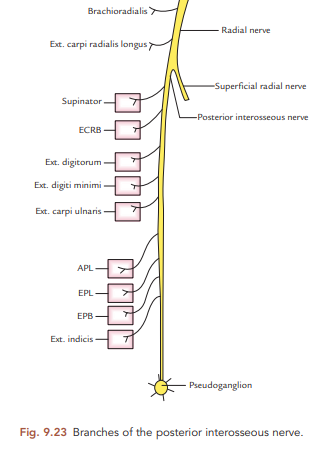 Brachioradialis
Radial nerve
Ext. carpi radialis longus
Superficial radial nerve
Supinator
Posterior interosseous nerve
ECRB
Ext. digitorum
Ext. digiti minimi
Ext. carpi ulnaris
APL
EPL
EPB
Ext. indicis
Pseudoganglion
Fig. 9.23 Branches of the posterior interosseous nerve.